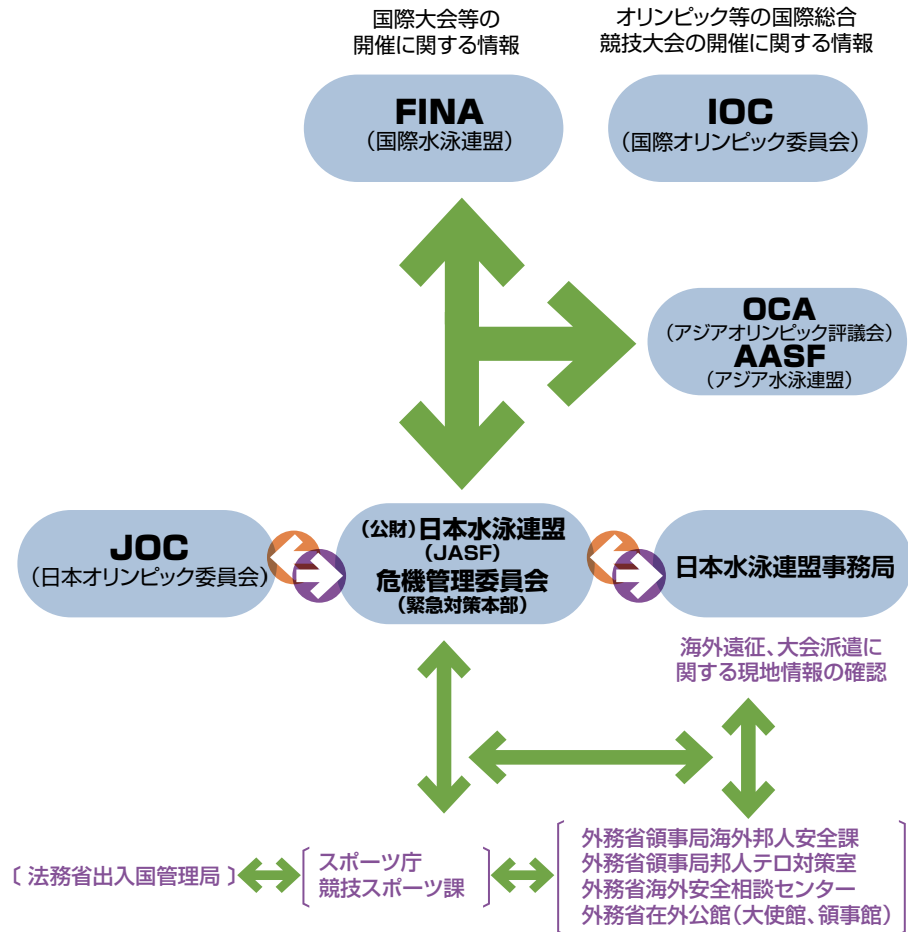 国際大会等の
開催に関する情報
オリンピック等の国際総合
競技大会の開催に関する情報
FINA
(国際水泳連盟)
IOC
(国際オリンピック委員会)
OCA
(アジアオリンピック評議会)
AASF
(アジア水泳連盟)
JOC
(日本オリンピック委員会)
(公財)日本水泳連盟
(JASF)
危機管理委員会
(緊急対策本部)
日本水泳連盟事務局
海外遠征、大会派遣に
関する現地情報の確認
〔 法務省出入国管理局 〕
スポーツ庁
競技スポーツ課
外務省領事局海外邦人安全課
外務省領事局邦人テロ対策室
外務省海外安全相談センター
外務省在外公館(大使館、領事館)